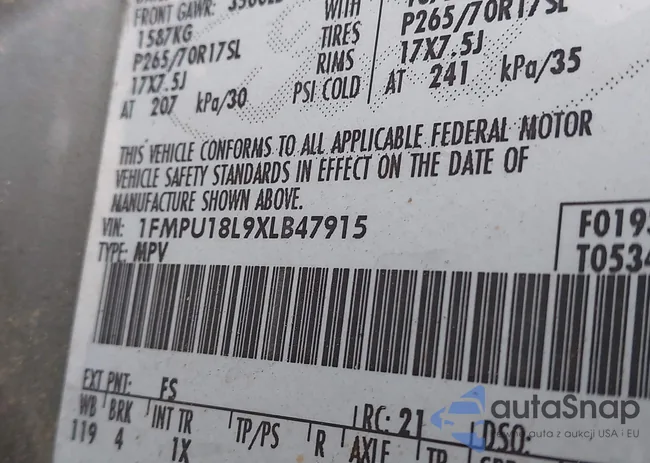 FRONT GAWR:
1587KG
P265/70R17SL
17X7.5J
AT 207 kPa/30
WITH
TIRES
RIMS
PSI COLD
P265/70R17SL
17X7.5J
AT 241 kPa/35
THIS VEHICLE CONFORMS TO ALL APPLICABLE FEDERAL MOTOR
VEHICLE SAFETY STANDARDS IN EFFECT ON THE DATE OF
MANUFACTURE SHOWN ABOVE.
VIN: 1FMPU18L9XLB47915
TYPE: MPV
F019
T0534
EXT PNT: FS
RC: 21 DSO:
WB BRK INT TR TP/PS R AXLE TR
119 4 1X
autaSnap
auta z aukcji USA i EU